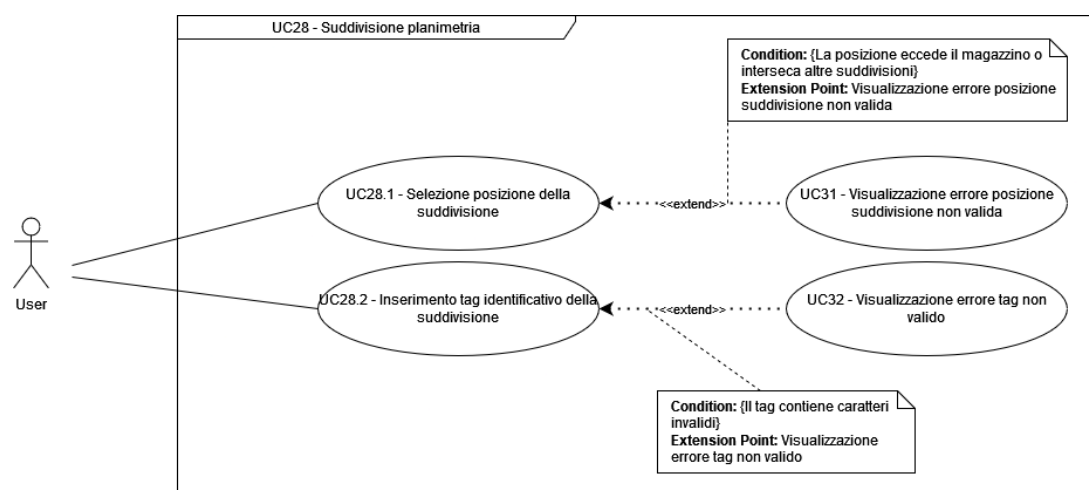 UC28 - Suddivisione planimetria
Condition: {La posizione eccede il magazzino o
interseca altre suddivisioni}
Extension Point: Visualizzazione errore posizione
suddivisione non valida
UC28.1 - Selezione posizione della
suddivisione
<<extend>>
UC31 - Visualizzazione errore posizione
suddivisione non valida
User
UC28.2 - Inserimento tag identificativo della
suddivisione
<<extend>>
UC32 - Visualizzazione errore tag non
valido
Condition: {Il tag contiene caratteri
invalidi}
Extension Point: Visualizzazione
errore tag non valido